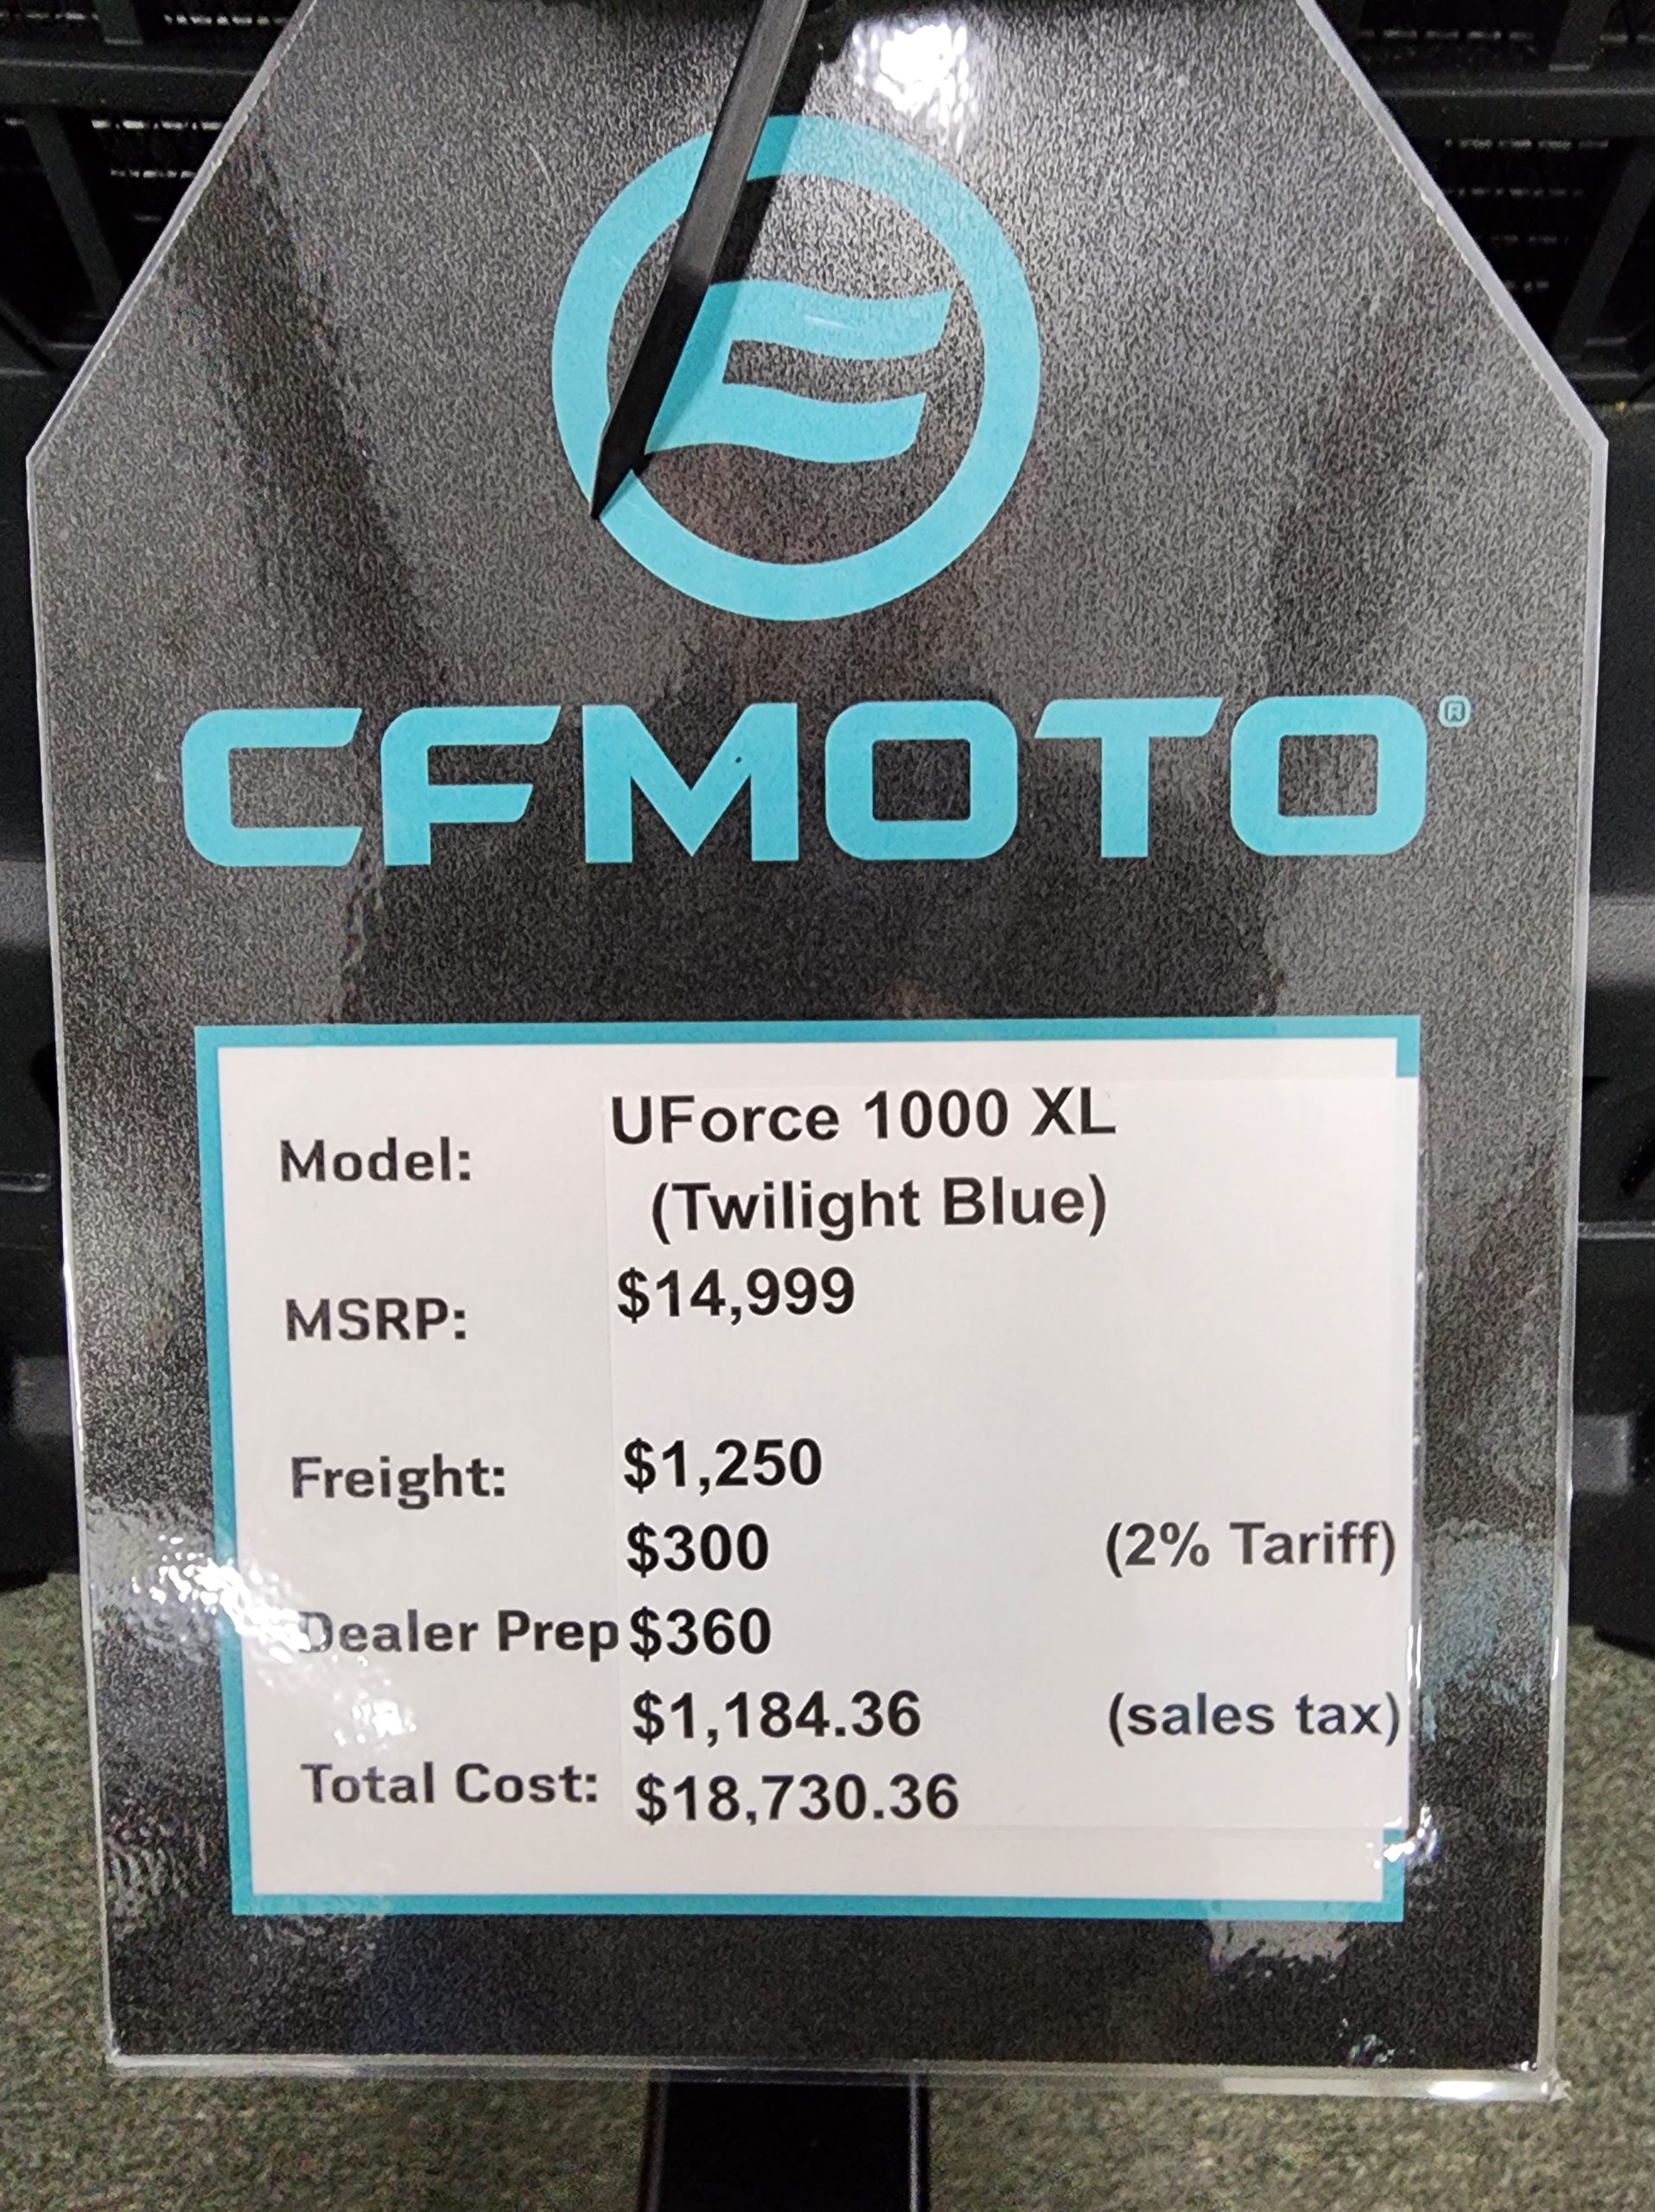 CFMOTO®
Model: UForce 1000 XL
(Twilight Blue)
MSRP: $14,999
Freight: $1,250
$300 (2% Tariff)
Dealer Prep $360
$1,184.36 (sales tax)
Total Cost: $18,730.36